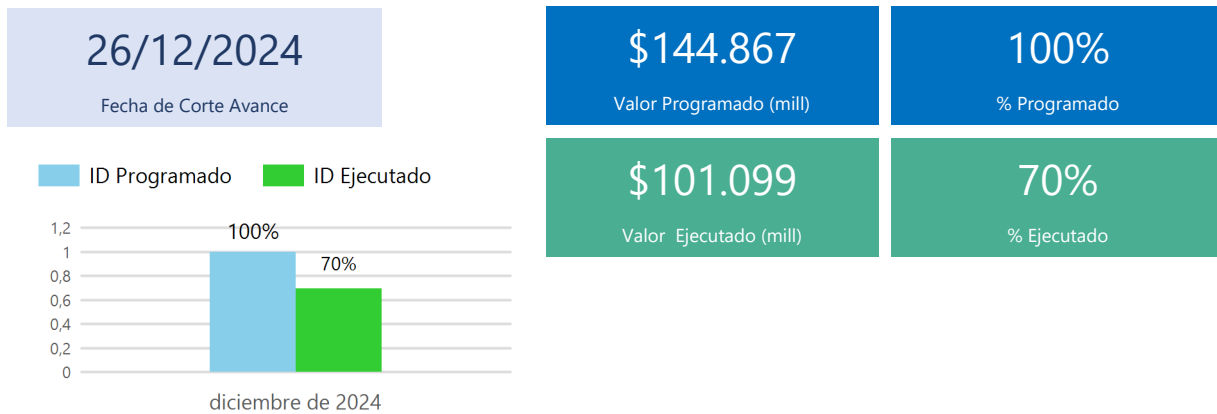 26/12/2024
Fecha de Corte Avance
$144.867
Valor Programado (mill)
100%
% Programado
$101.099
Valor  Ejecutado (mill)
70%
% Ejecutado
ID Programado
ID Ejecutado
1,2
1
0,8
0,6
0,4
0,2
0
100%
70%
diciembre de 2024